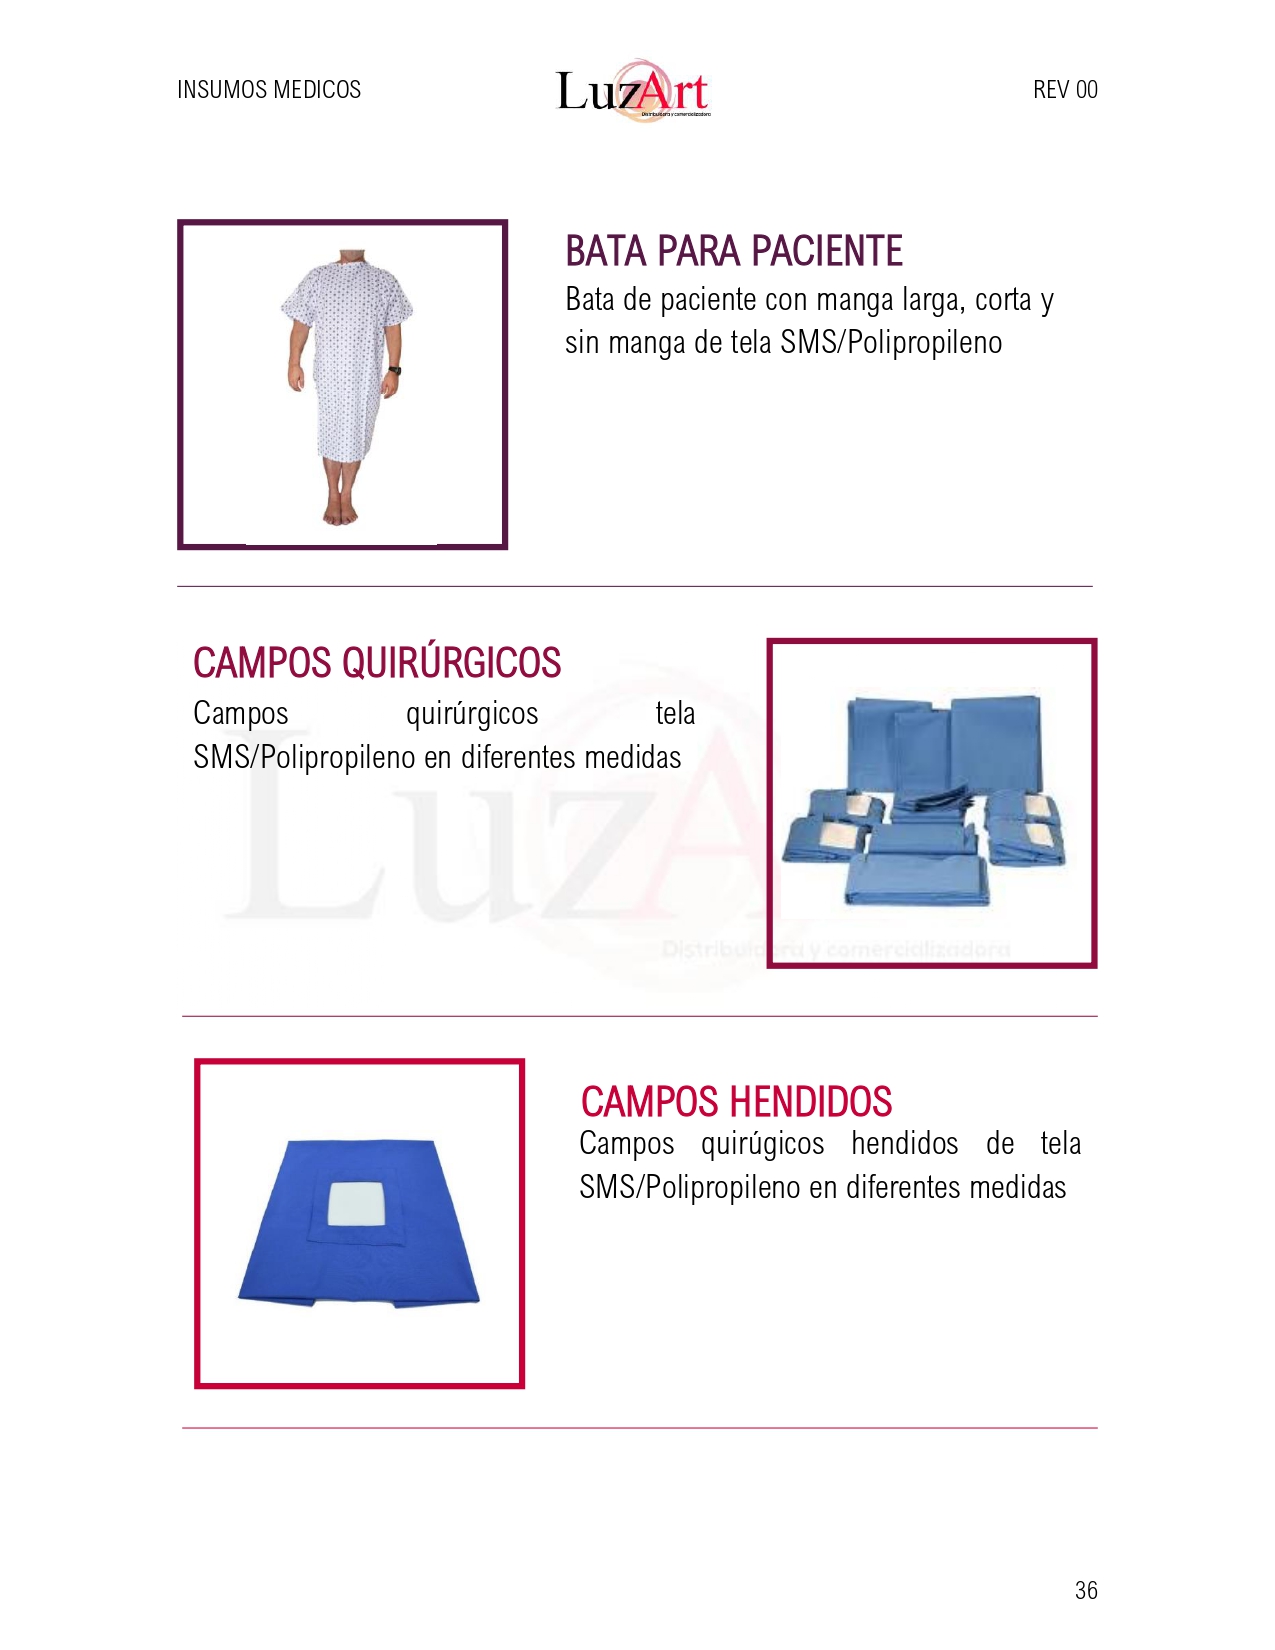 INSUMOS MEDICOS
LuzArt
Distribuidora y comercializadora
REV 00
BATA PARA PACIENTE
Bata de paciente con manga larga, corta y
sin manga de tela SMS/Polipropileno
CAMPOS QUIRÚRGICOS
Campos quirúrgicos tela
SMS/Polipropileno en diferentes medidas
LuzA
Distribuidora y comercializadora
CAMPOS HENDIDOS
Campos quirúgicos hendidos de tela
SMS/Polipropileno en diferentes medidas
36